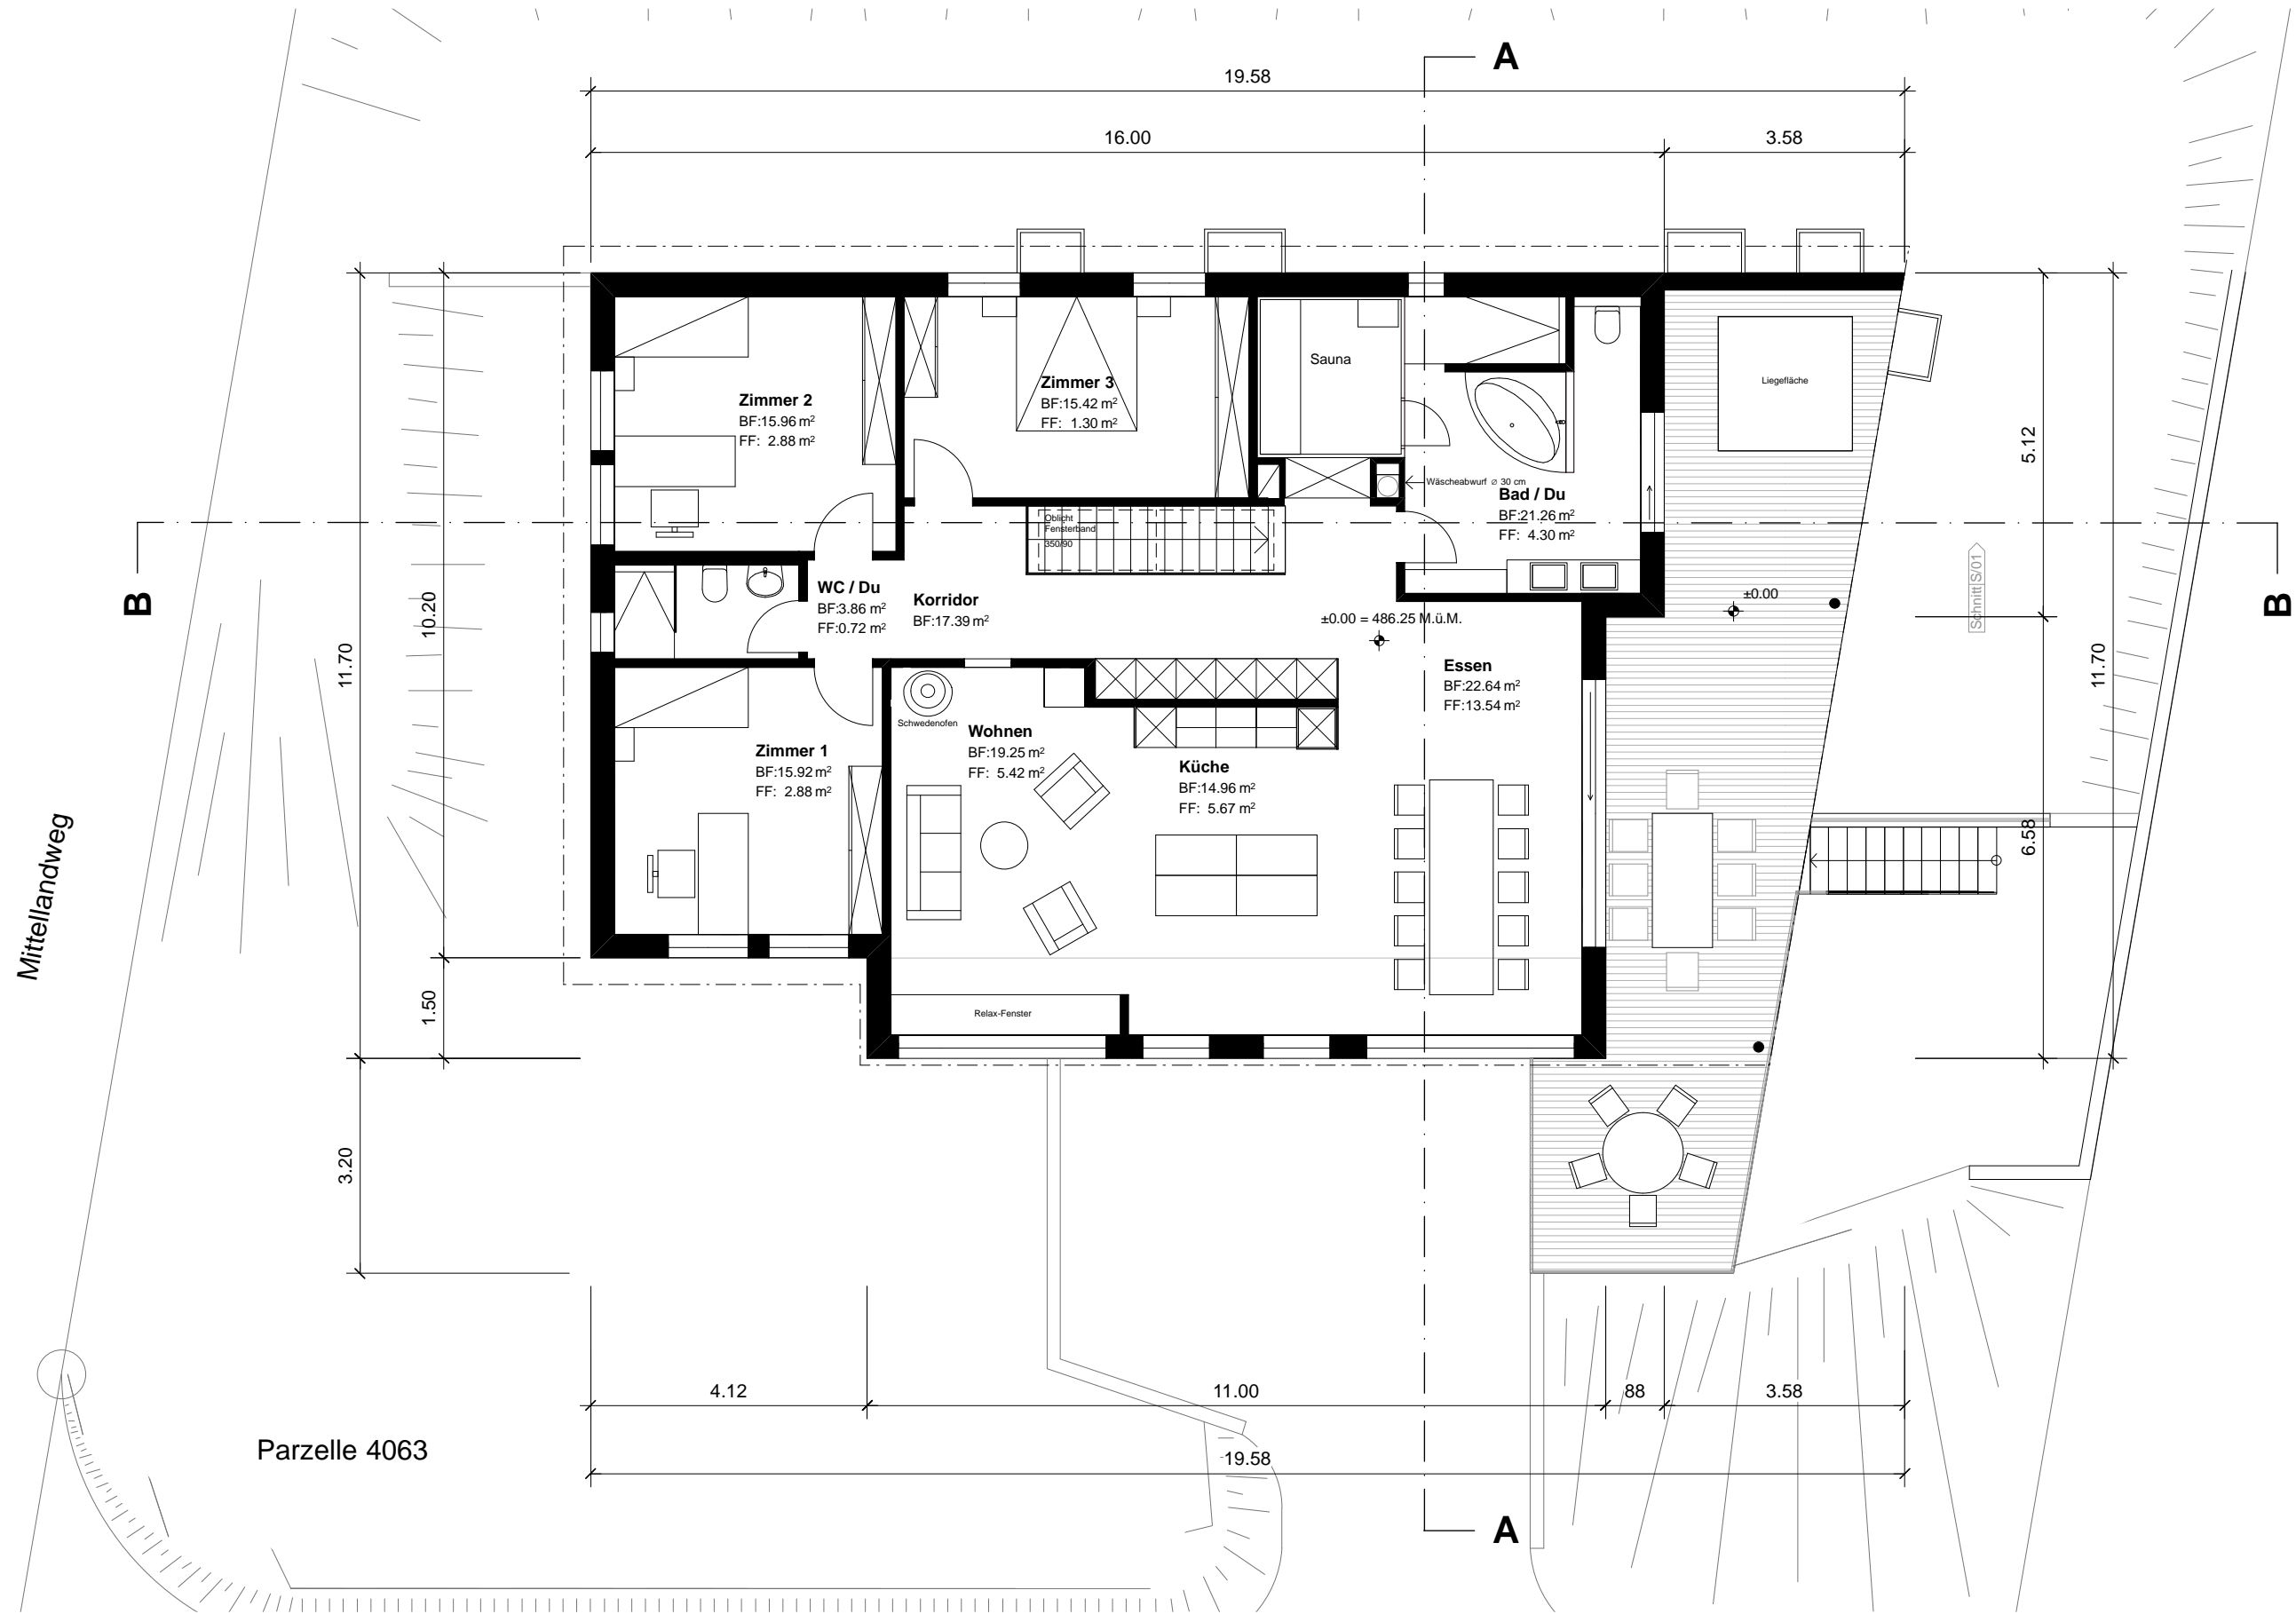 A
19.58
16.00
3.58
Sauna
Liegefläche
Zimmer 2
BF:15.96 m²
FF: 2.88 m²
Zimmer 3
BF:15.42 m²
FF: 1.30 m²
5.12
Wäscheabwurf ⌀ 30 cm
Bad / Du
BF:21.26 m²
FF: 4.30 m²
Oblicht
Fensterband
350/90
B
B
WC / Du
BF:3.86 m²
FF:0.72 m²
Korridor
BF:17.39 m²
±0.00 = 486.25 M.ü.M.
±0.00
Schnitt S/01
10.20
11.70
11.70
Essen
BF:22.64 m²
FF:13.54 m²
Schwedenofen
Wohnen
BF:19.25 m²
FF: 5.42 m²
Zimmer 1
BF:15.92 m²
FF: 2.88 m²
Küche
BF:14.96 m²
FF: 5.67 m²
6.58
Mittellandweg
1.50
Relax-Fenster
3.20
4.12
11.00
88
3.58
Parzelle 4063
19.58
A